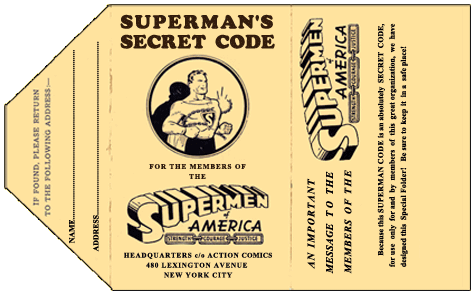 IF FOUND, PLEASE RETURN
TO THE FOLLOWING ADDRESS:—
NAME
ADDRESS
SUPERMAN'S
SECRET CODE
FOR THE MEMBERS OF
THE
SUPERMEN
of
AMERICA
STRENGTH COURAGE JUSTICE
HEADQUARTERS c/o ACTION COMICS
480 LEXINGTON AVENUE
NEW YORK CITY
AN IMPORTANT
MESSAGE TO THE
MEMBERS OF THE
SUPERMEN
of
AMERICA
STRENGTH COURAGE JUSTICE
Because this SUPERMAN CODE is an absolutely SECRET CODE,
for use only for and by members of this great organization, we have
designed this Special Folder! Be sure to keep it in a safe place!